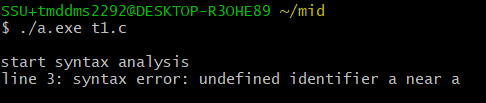 SSU+tmddms2292@DESKTOP-R3OHE89 ~/mid
$ ./a.exe t1.c
start syntax analysis
line 3: syntax error: undefined identifier a near a